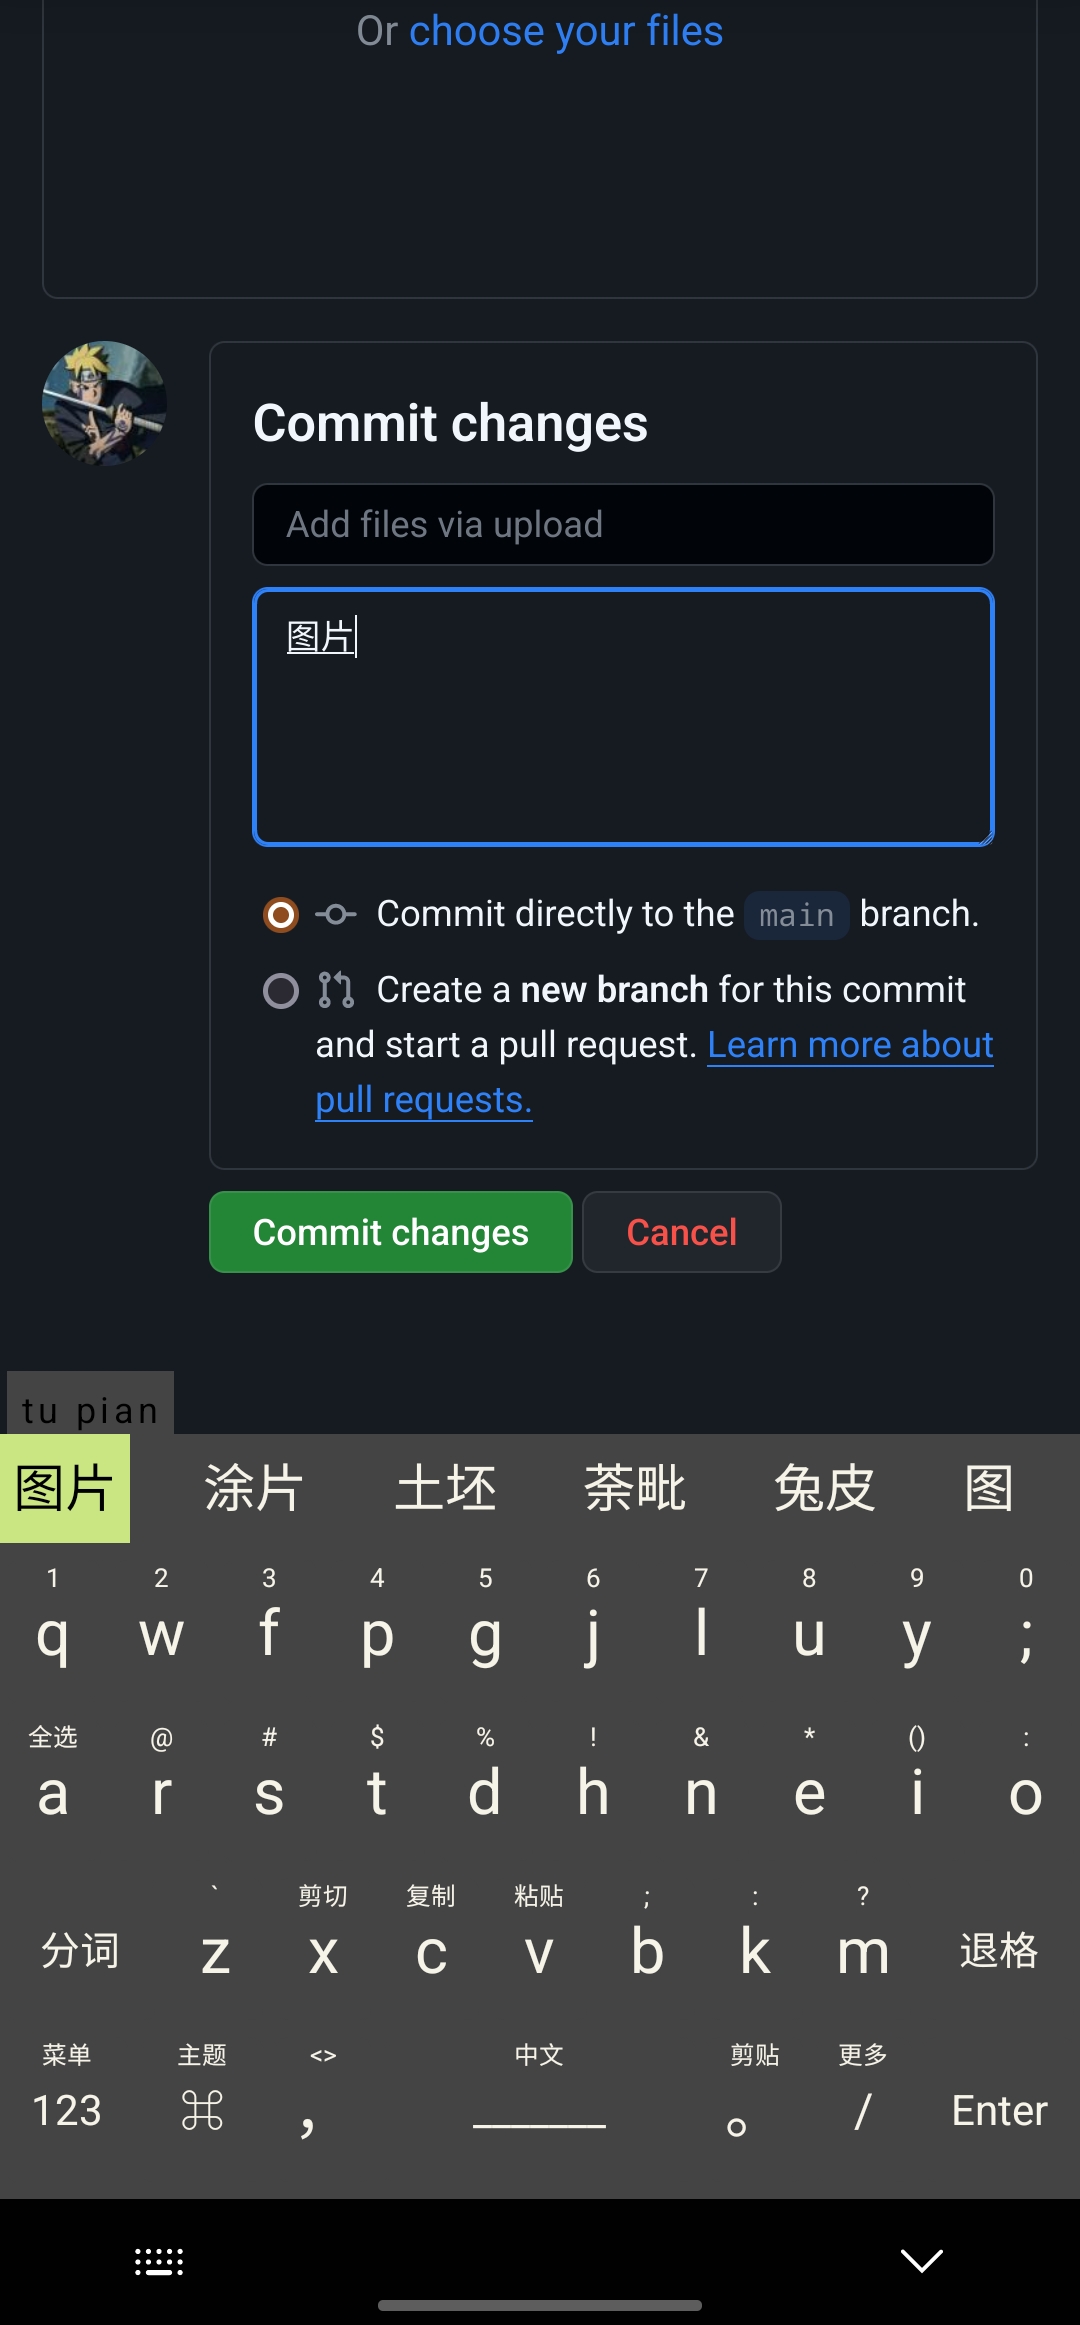 Or choose your files
Commit changes
Add files via upload
图片
Commit directly to the main branch.
Create a new branch for this commit
and start a pull request. Learn more about
pull requests.
Commit changes Cancel
tu pian
图片 涂片 土坯 荼毗 兔皮 图
1 2 3 4 5 6 7 8 9 0
q w f p g j l u y ;
全选 @ # $ % ! & * () :
a r s t d h n e i o
` 剪切 复制 粘贴 ; : ?
分词 z x c v b k m 退格
菜单 主题 <> 中文 剪贴 更多
123 ⌘ , _______ 。 / Enter